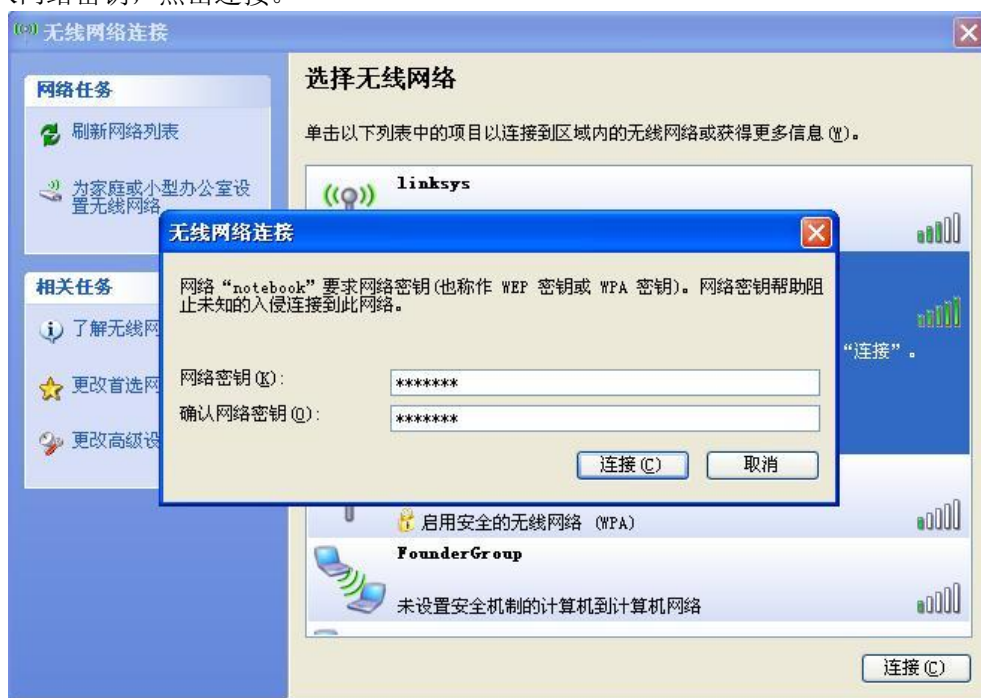 网络密钥，点击连接。
无线网络连接
网络任务
刷新网络列表
为家庭或小型办公室设
置无线网络
相关任务
了解无线网
更改首选网
更改高级设
选择无线网络
单击以下列表中的项目以连接到区域内的无线网络或获得更多信息(W)。
linksys
“连接”。
无线网络连接
网络“notebook”要求网络密钥(也称作 WEP 密钥或 WPA 密钥)。网络密钥帮助阻
止未知的入侵连接到此网络。
网络密钥(K):
*******
确认网络密钥(O):
*******
连接(C)
取消
启用安全的无线网络 (WPA)
FounderGroup
未设置安全机制的计算机到计算机网络
连接(C)